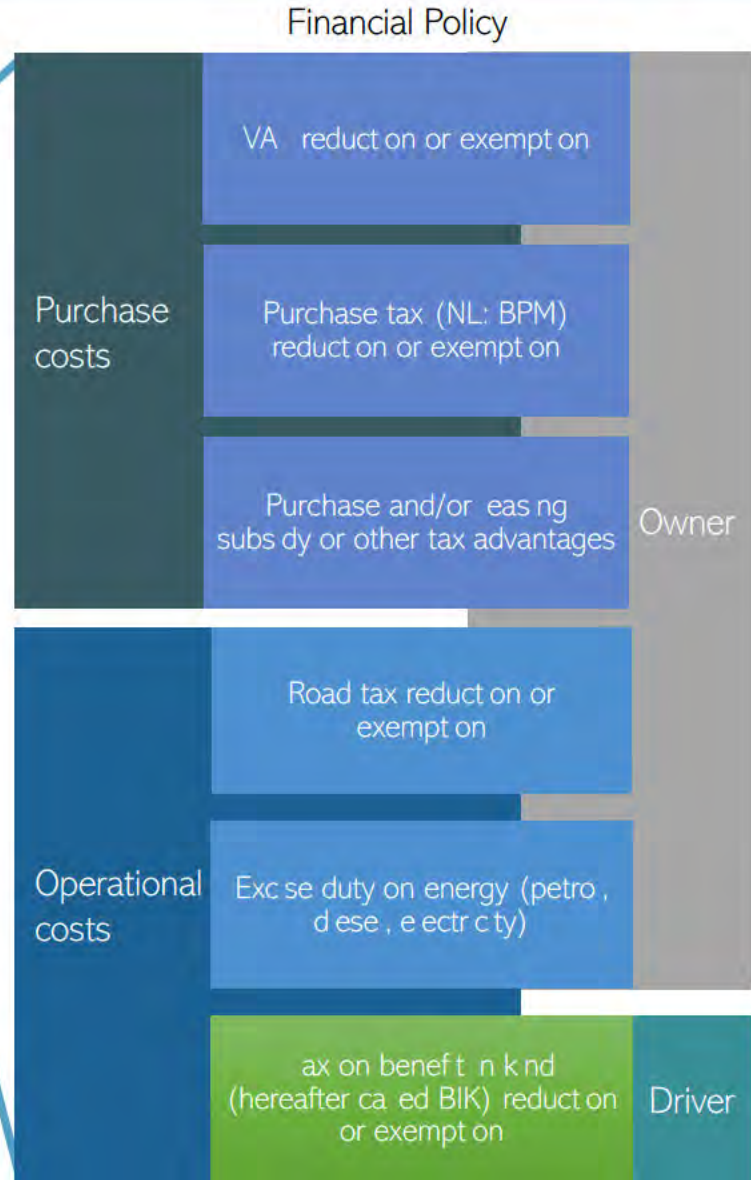 Financial Policy
VA reduct on or exempt on
Purchase
costs
Purchase tax (NL: BPM)
reduct on or exempt on
Purchase and/or eas ng
subs dy or other tax advantages
Owner
Road tax reduct on or
exempt on
Operational
costs
Exc se duty on energy (petro ,
d ese , e ectr c ty)
ax on benef t n k nd
(hereafter ca ed BIK) reduct on
or exempt on
Driver